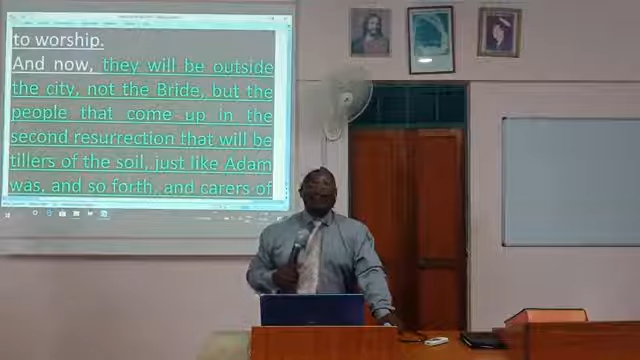 to worship.
And now, they will be outside
the city, not the Bride, but the
people that come up in the
second resurrection that will be
tillers of the soil, just like Adam
was, and so forth, and carers of